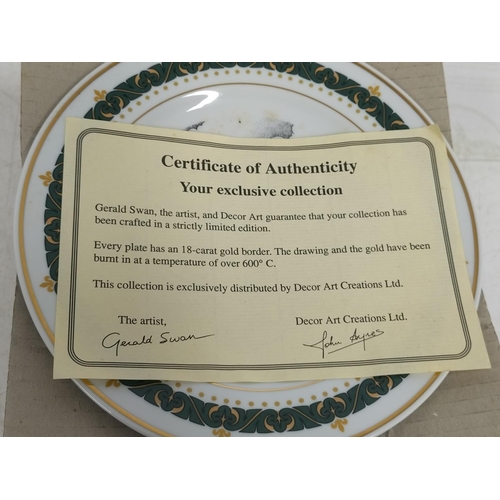 Certificate of Authenticity
Your exclusive collection
Gerald Swan, the artist, and Decor Art guarantee that your collection has
been crafted in a strictly limited edition.
Every plate has an 18-carat gold border. The drawing and the gold have been
burnt in at a temperature of over 600° C.
This collection is exclusively distributed by Decor Art Creations Ltd.
The artist,
Decor Art Creations Ltd.
Gerald Swan
John